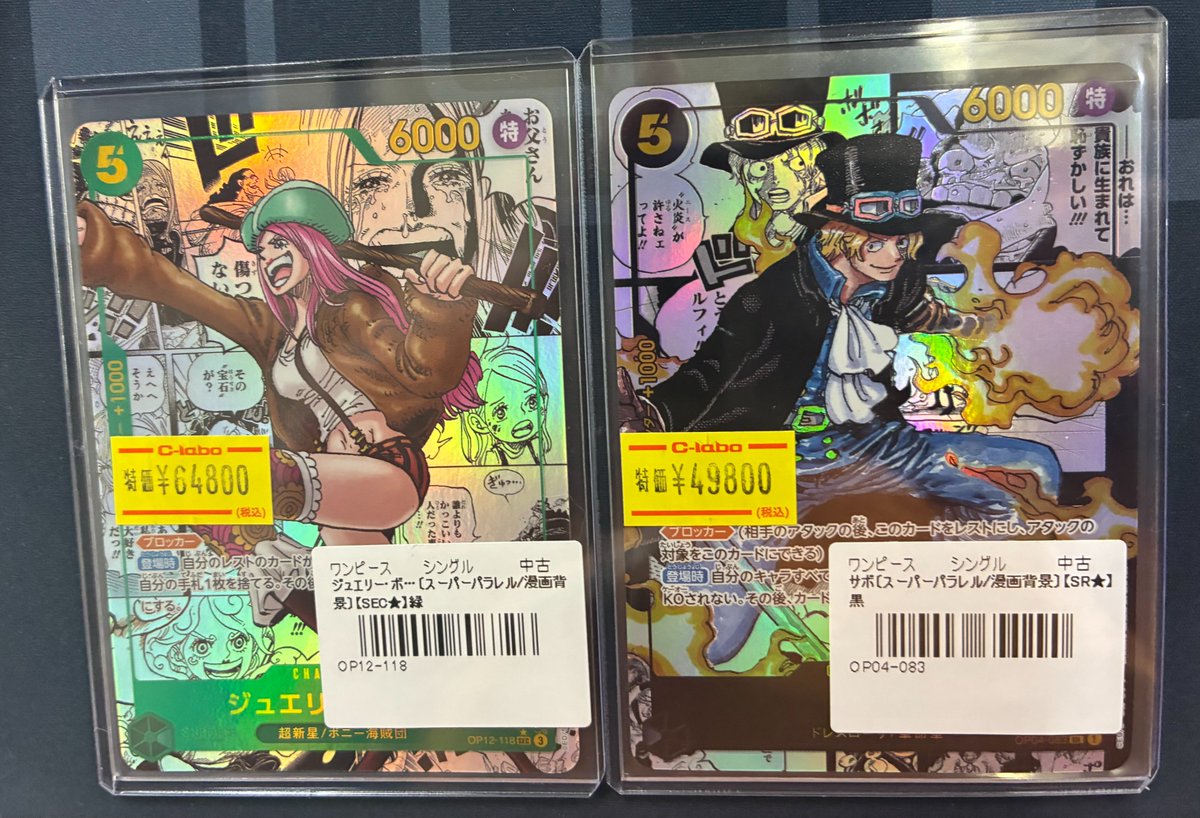 5
6000
特
お父さん
傷つ
ない
その
宝石
が?
えへへ
そうか
+1000
C-labo
特価¥64800
(税込)
ぎゅっ…
誰よりも
かっこいい
人だった
大好き
ブロッカー
登場時 自分のレストのカードが
自分の手札1枚を捨てる。その後
にする。
ワンピース シングル 中古
ジュエリー・ボ…〔スーパーパラレル/漫画背
景〕【SEC★】緑
OP12-118
CHA
ジュエリ
超新星/ボニー海賊団
OP12-118 SEC 3
5
6000
特
おれは…
貴族に生まれて
恥ずかしい!!!
"火炎"が
許さねェ
ってよ!!
ルフィ
+1000
C-labo
特価¥49800
(税込)
ブロッカー (相手のアタックの後、このカードをレストにし、アタックの
対象をこのカードにできる)
登場時 自分のキャラすべて
KOされない。その後、カード
ワンピース シングル 中古
サボ〔スーパーパラレル/漫画背景〕【SR★】
黒
OP04-083